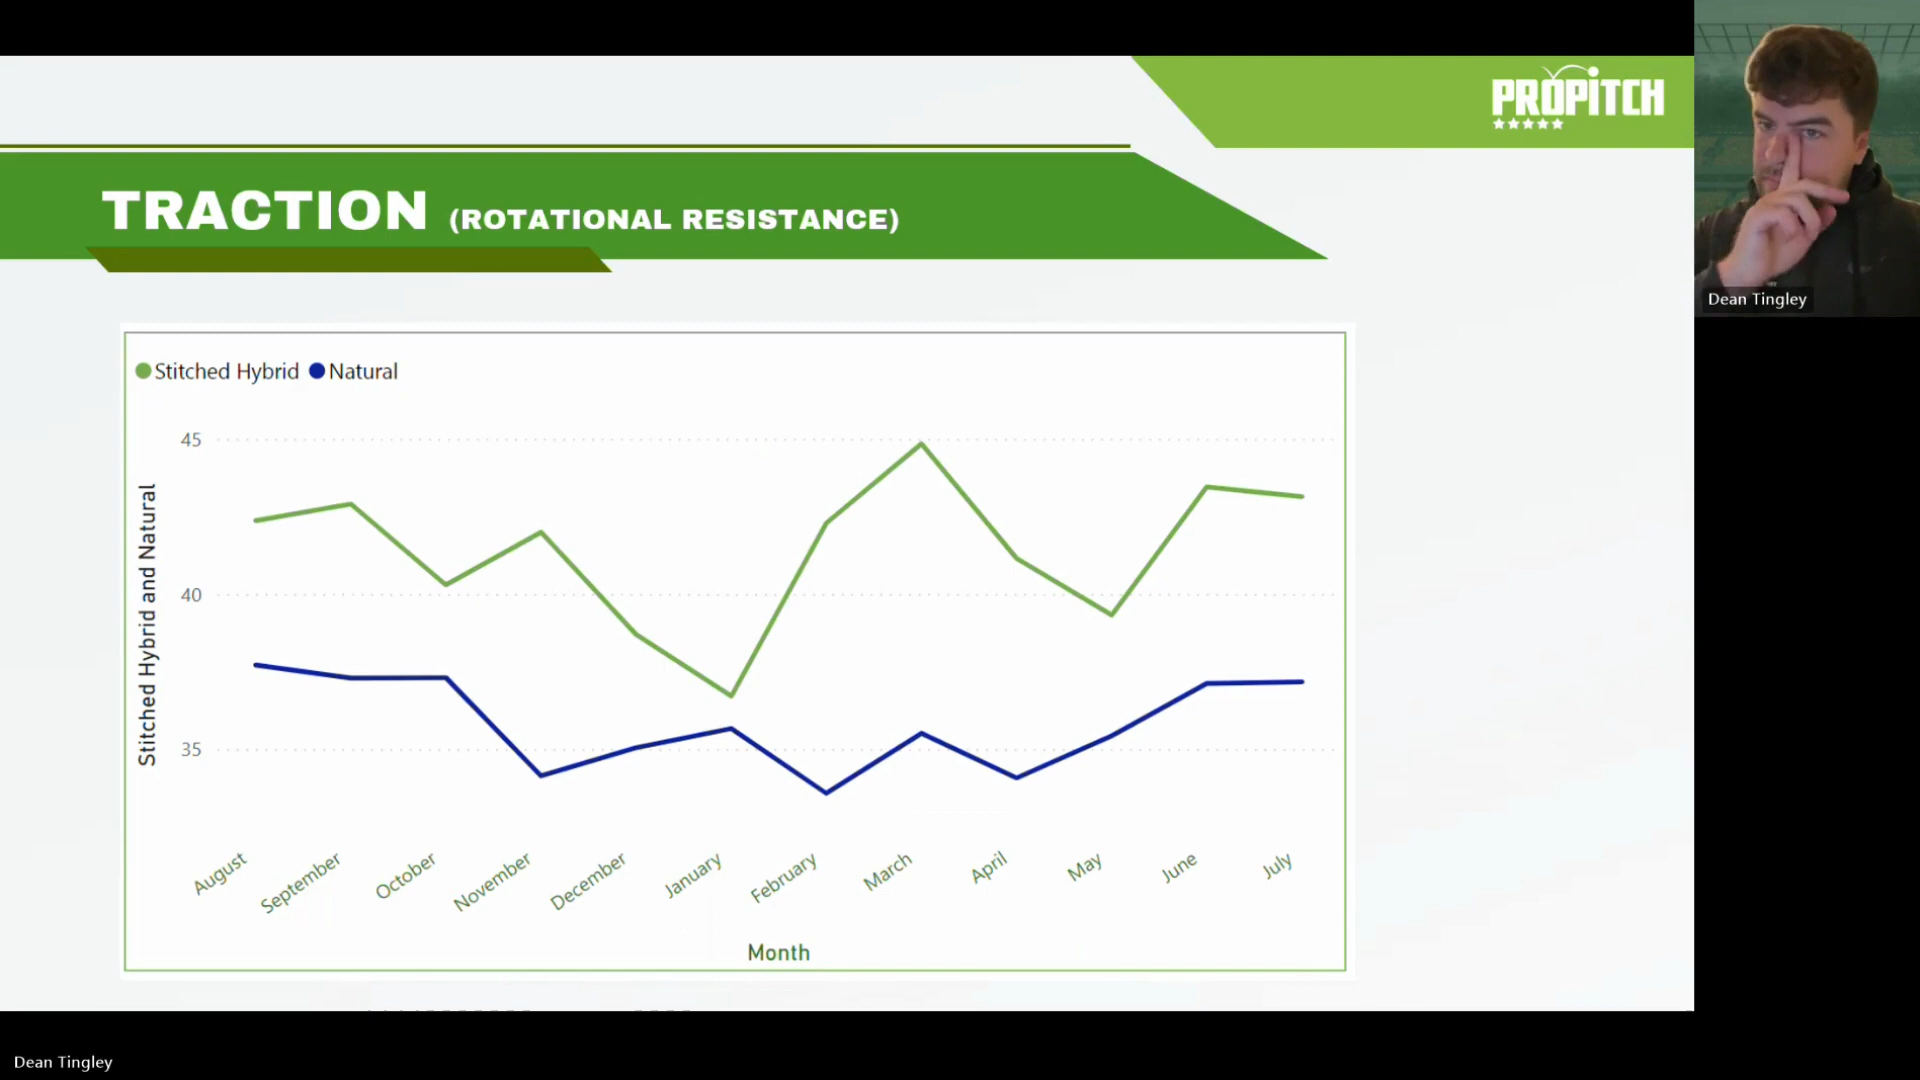 PROPITCH
TRACTION (ROTATIONAL RESISTANCE)
Dean Tingley
Stitched Hybrid Natural
45
40
35
Stitched Hybrid and Natural
August September October November December January February March April May June July
Month
Dean Tingley